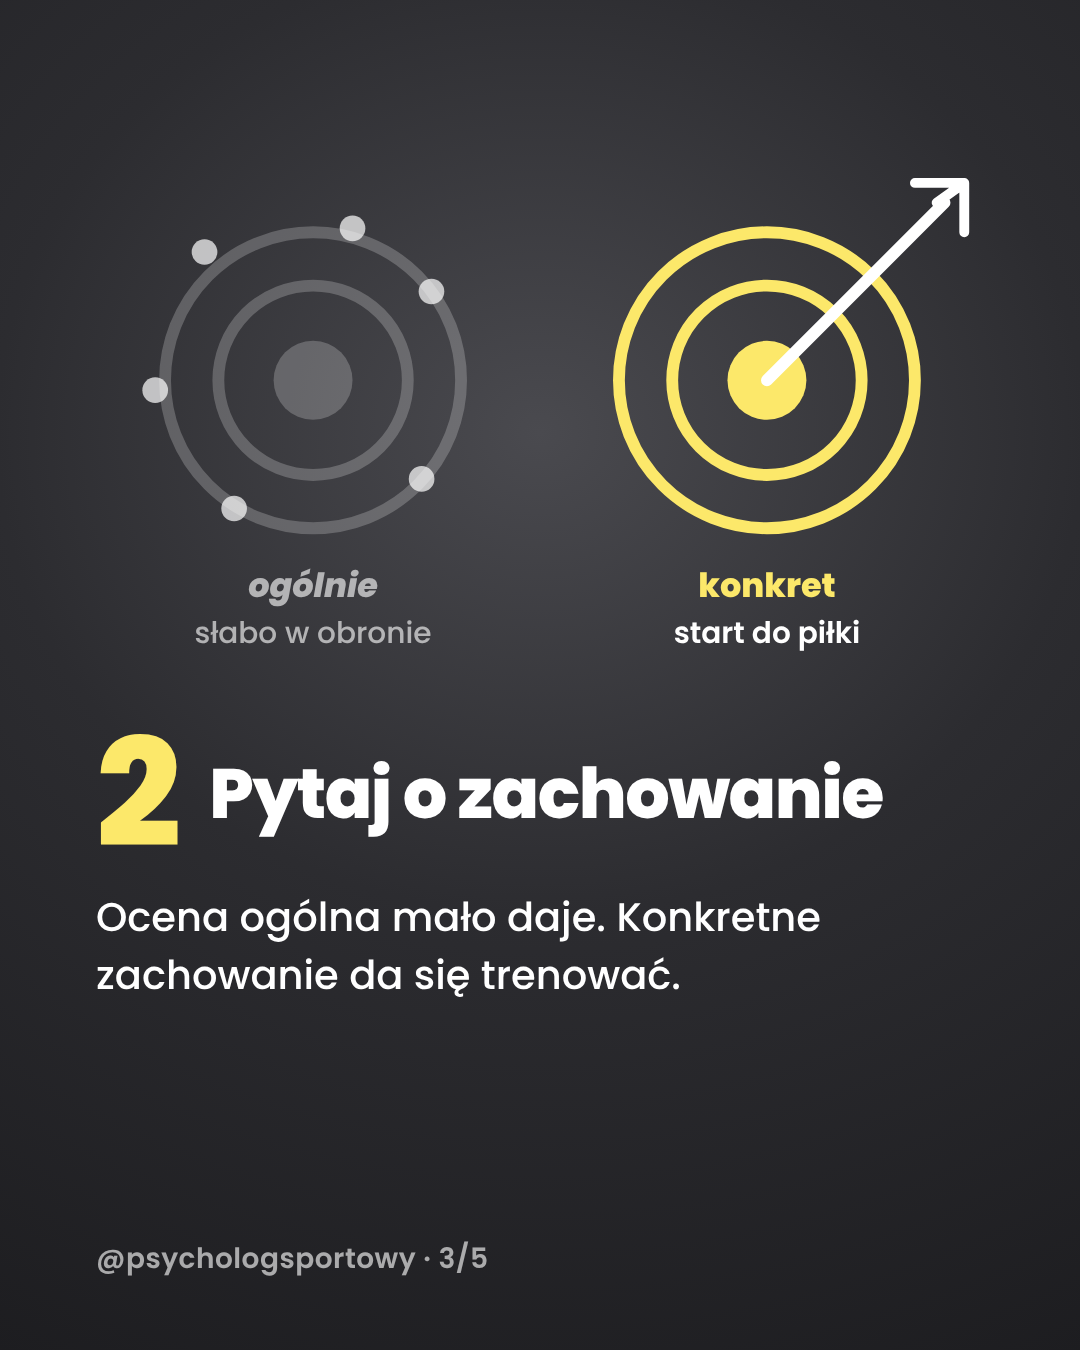 ogólnie
słabo w obronie
konkret
start do piłki
2 Pytaj o zachowanie
Ocena ogólna mało daje. Konkretne
zachowanie da się trenować.
@psychologsportowy · 3/5